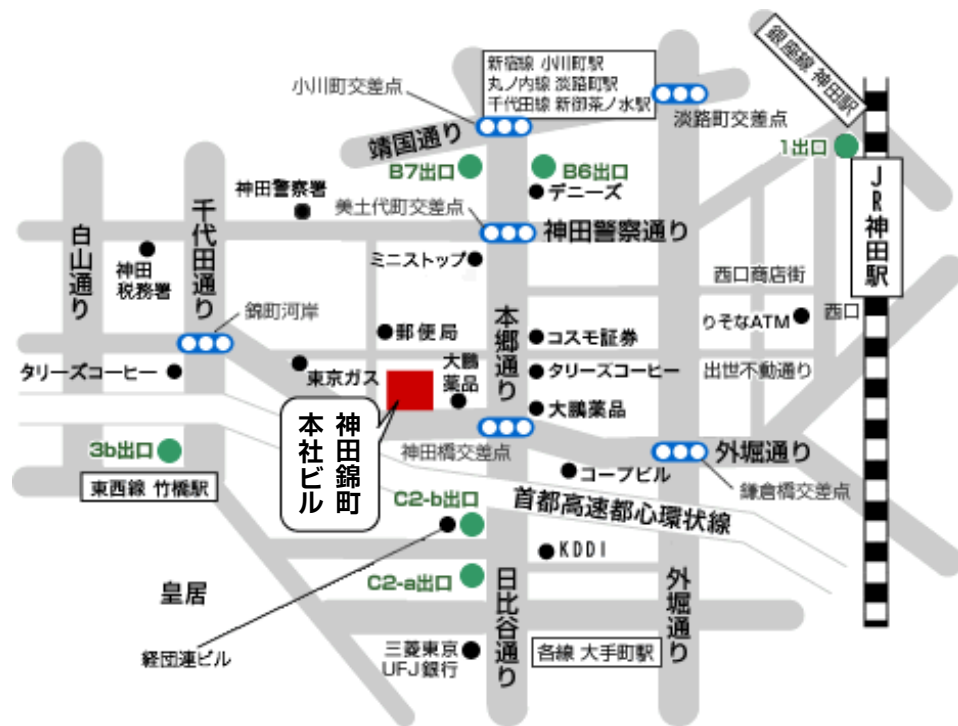 新宿線 小川町駅
丸ノ内線 淡路町駅
千代田線 新御茶ノ水駅
銀座線 神田駅
小川町交差点
淡路町交差点
靖国通り
1出口
B7出口
B6出口
JR神田駅
神田警察署
デニーズ
美土代町交差点
神田警察通り
白山通り
千代田通り
神田
税務署
ミニストップ
西口商店街
錦町河岸
本郷通り
りそなATM
西口
郵便局
コスモ証券
タリーズコーヒー
東京ガス
大鵬
薬品
タリーズコーヒー
出世不動通り
大鵬薬品
神田錦町
本社ビル
神田橋交差点
外堀通り
3b出口
東西線 竹橋駅
コープビル
鎌倉橋交差点
C2-b出口
首都高速都心環状線
KDDI
C2-a出口
皇居
日比谷通り
外堀通り
経団連ビル
三菱東京
UFJ銀行
各線 大手町駅